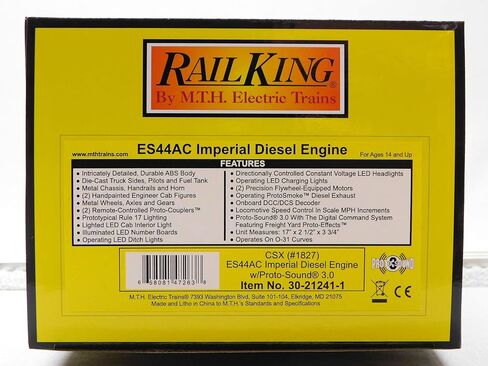 RAILKING®
By M.T.H. Electric Trains
www.mthtrains.com
ES44AC Imperial Diesel Engine
For Ages 14 and Up
FEATURES
• Intricately Detailed, Durable ABS Body
• Die-Cast Truck Sides, Pilots and Fuel Tank
• Metal Chassis, Handrails and Horn
• (2) Handpainted Engineer Cab Figures
• Metal Wheels, Axles and Gears
• (2) Remote-Controlled Proto-Couplers™
• Prototypical Rule 17 Lighting
• Lighted LED Cab Interior Light
• Illuminated LED Number Boards
• Operating LED Ditch Lights
• Directionally Controlled Constant Voltage LED Headlights
• Operating LED Charging Lights
• (2) Precision Flywheel-Equipped Motors
• Operating ProtoSmoke™ Diesel Exhaust
• Onboard DCC/DCS Decoder
• Locomotive Speed Control in Scale MPH Increments
• Proto-Sound® 3.0 With The Digital Command System
Featuring Freight Yard Proto-Effects™
• Unit Measures: 17" x 2 1/2" x 3 3/4"
• Operates On O-31 Curves
CSX (#1827)
ES44AC Imperial Diesel Engine
w/Proto-Sound® 3.0
Item No. 30-21241-1
6 58081 47263 8
PROTO 3 SOUND
CE
M.T.H. Electric Trains® 7393 Washington Blvd, Suite 101-104, Elkridge, MD 21075
Made and Litho in China to M.T.H.'s Standards and Specifications